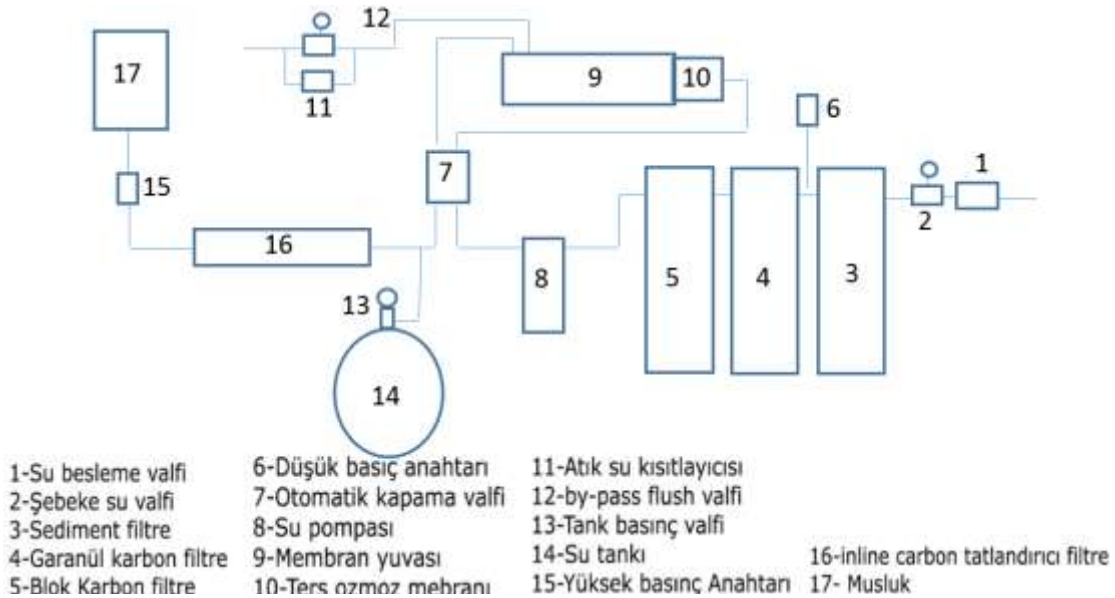 17
12
9
10
11
6
1
7
15
2
16
8
5
4
3
13
14
1-Su besleme valfi
2-Şebeke su valfi
3-Sediment filtre
4-Garanül karbon filtre
5-Blok Karbon filtre
6-Düşük basıç anahtarı
7-Otomatik kapama valfi
8-Su pompası
9-Membran yuvası
10-Ters ozmoz mebranı
11-Atık su kısıtlayıcısı
12-by-pass flush valfi
13-Tank basınç valfi
14-Su tankı
15-Yüksek basınç Anahtarı
16-inline carbon tatlandırıcı filtre
17- Musluk